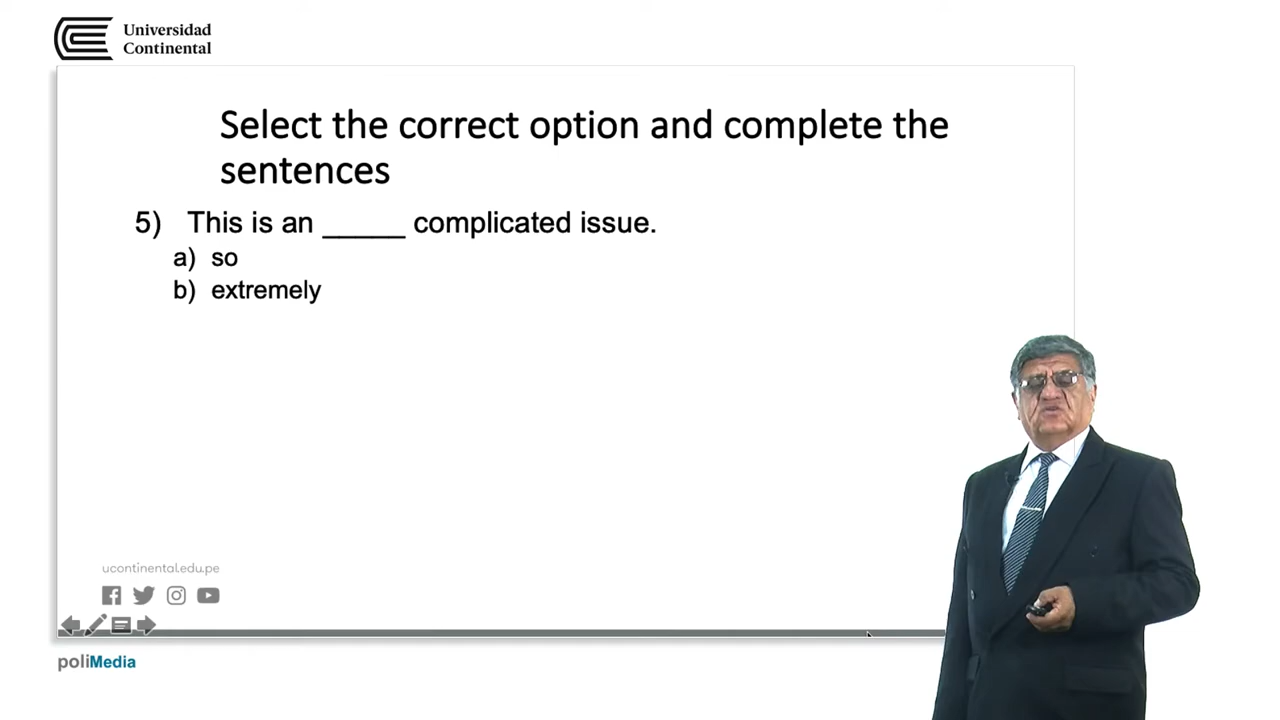 Universidad
Continental
Select the correct option and complete the
sentences
5) This is an _____ complicated issue.
a) so
b) extremely
ucontinental.edu.pe
poliMedia